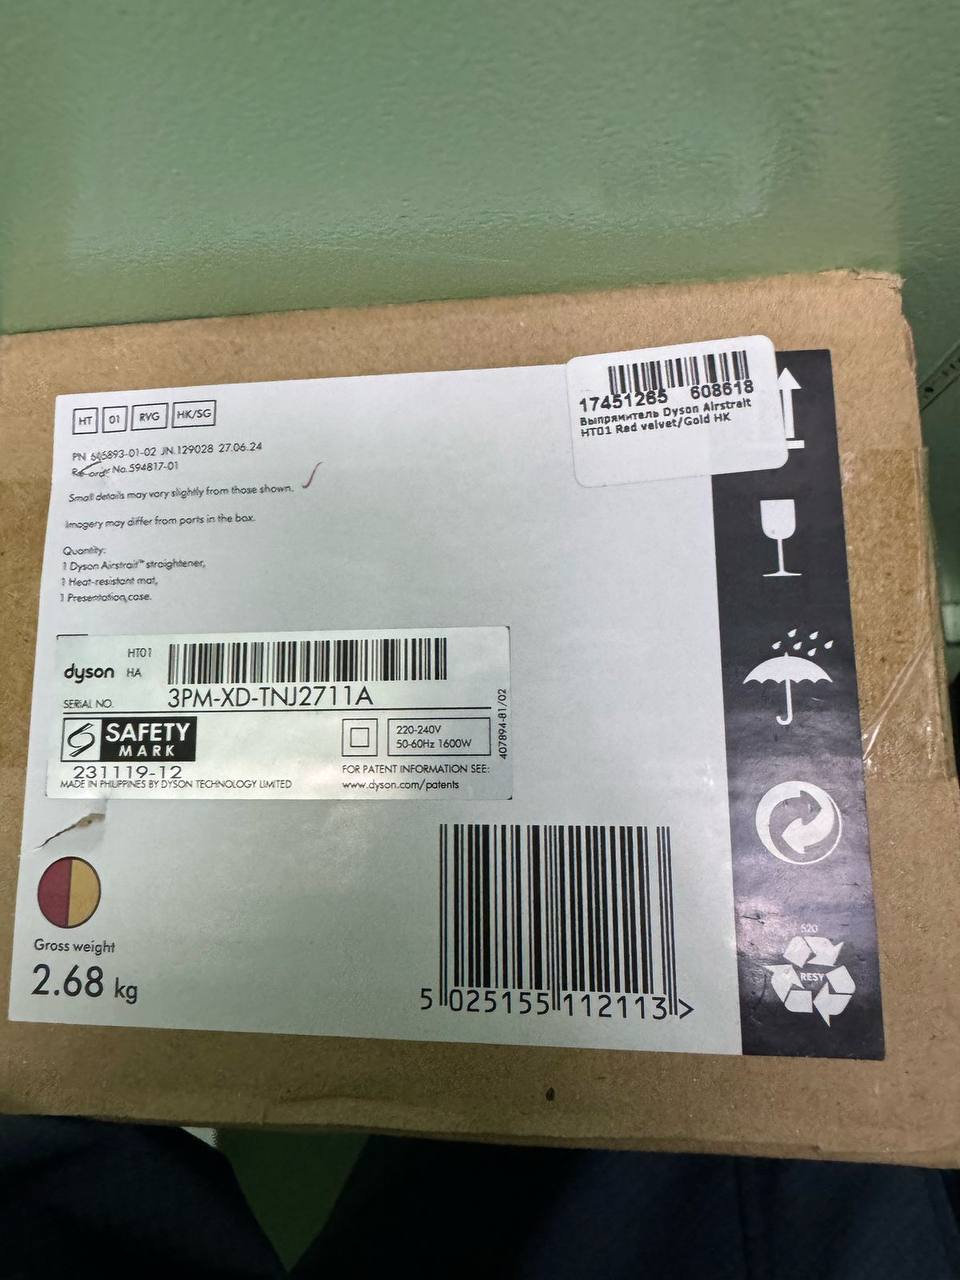 HT 01 RVG HK/SG
PN 605893-01-02 JN.129028 27.06.24
Re-order No.594817-01
Small details may vary slightly from those shown.
Imagery may differ from parts in the box.
Quantity:
1 Dyson Airstrait™ straightener,
1 Heat-resistant mat,
1 Presentation case.
17451265 608618
Выпрямитель Dyson Airstrait
HT01 Red velvet/Gold HK
HT01
dyson HA
SERIAL NO. 3PM-XD-TNJ2711A
SAFETY
MARK
220-240V
50-60Hz 1600W
407894-81/02
231119-12
MADE IN PHILIPPINES BY DYSON TECHNOLOGY LIMITED
FOR PATENT INFORMATION SEE:
www.dyson.com/patents
Gross weight
2.68 kg
5 025155 112113 >
520
RESY